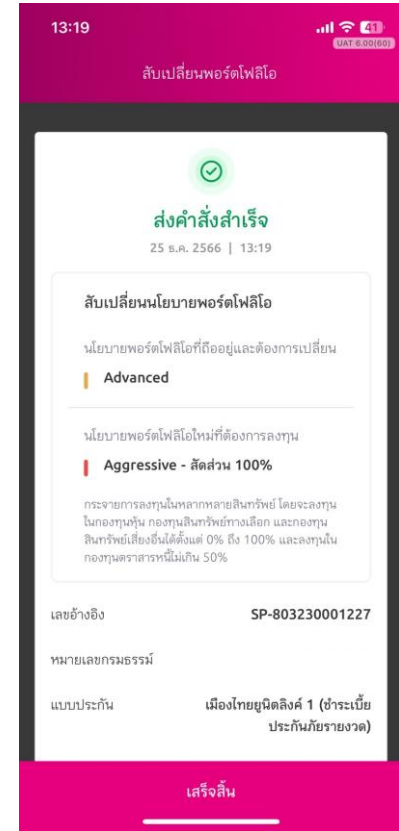 13:19
41
UAT 6.00(60)
สับเปลี่ยนพอร์ตโฟลิโอ
ส่งคำสั่งสำเร็จ
25 ธ.ค. 2566 | 13:19
สับเปลี่ยนนโยบายพอร์ตโฟลิโอ
นโยบายพอร์ตโฟลิโอที่ถืออยู่และต้องการเปลี่ยน
Advanced
นโยบายพอร์ตโฟลิโอใหม่ที่ต้องการลงทุน
Aggressive - สัดส่วน 100%
กระจายการลงทุนในหลากหลายสินทรัพย์ โดยจะลงทุน
ในกองทุนหุ้น กองทุนสินทรัพย์ทางเลือก และกองทุน
สินทรัพย์เสี่ยงอื่นได้ตั้งแต่ 0% ถึง 100% และลงทุนใน
กองทุนตราสารหนี้ไม่เกิน 50%
เลขอ้างอิง SP-803230001227
หมายเลขกรมธรรม์
แบบประกัน เมืองไทยยูนิตลิงค์ 1 (ชำระเบี้ย
ประกันภัยรายงวด)
เสร็จสิ้น